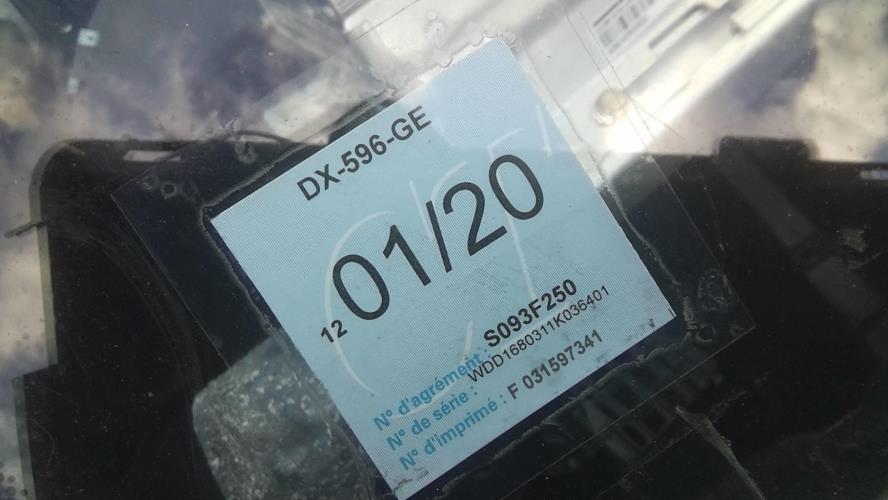 DX-596-GE
12 01/20
N° d'agrément : S093F250
N° de série : WDD1680311K036401
N° d'imprimé : F 031597341